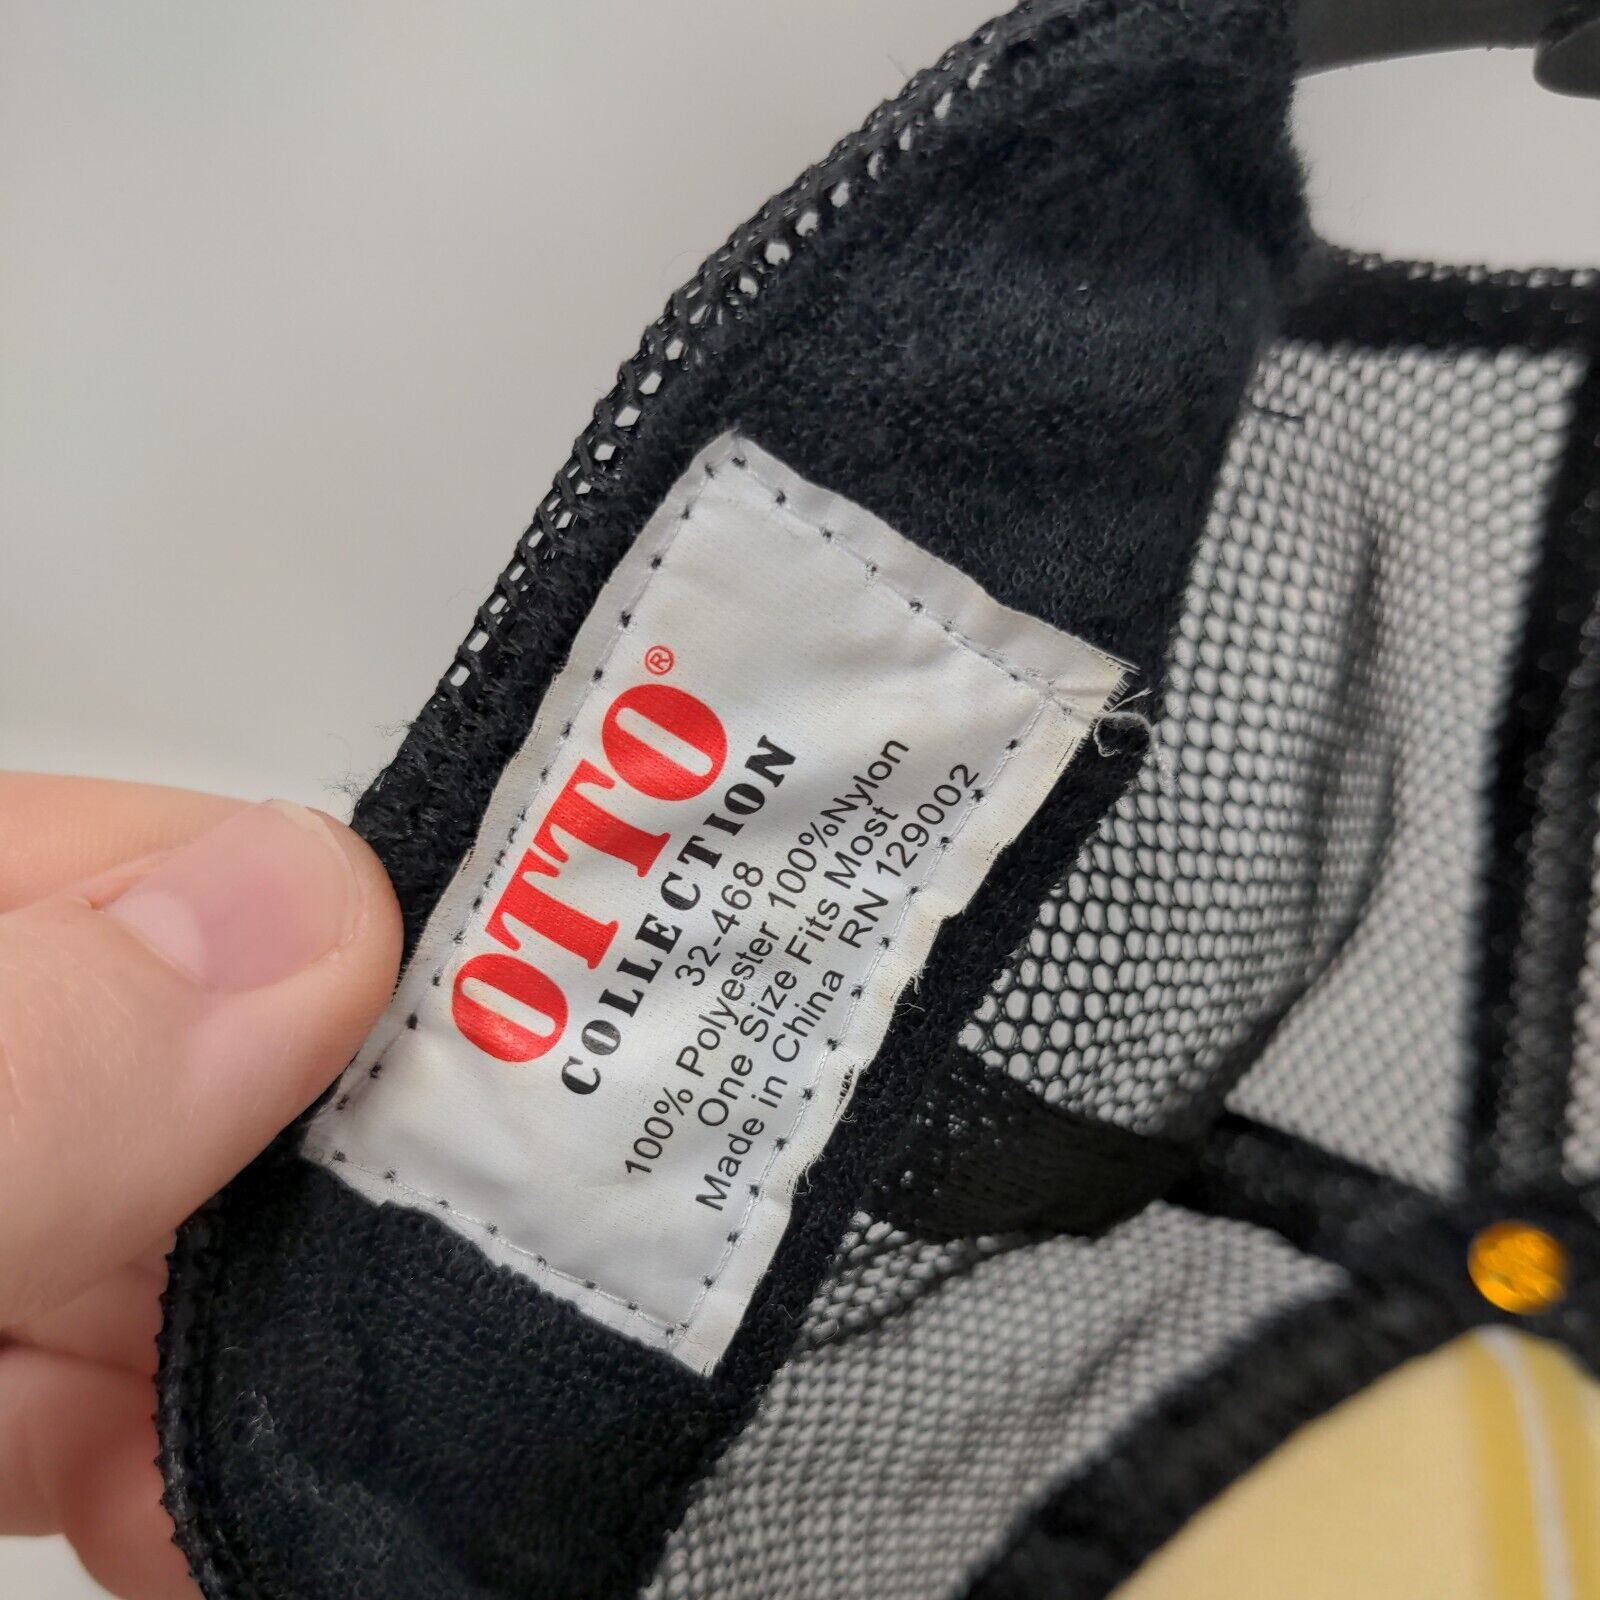 OTTO®
COLLECTION
32-468
100% Polyester 100%Nylon
One Size Fits Most
Made in China RN 129002